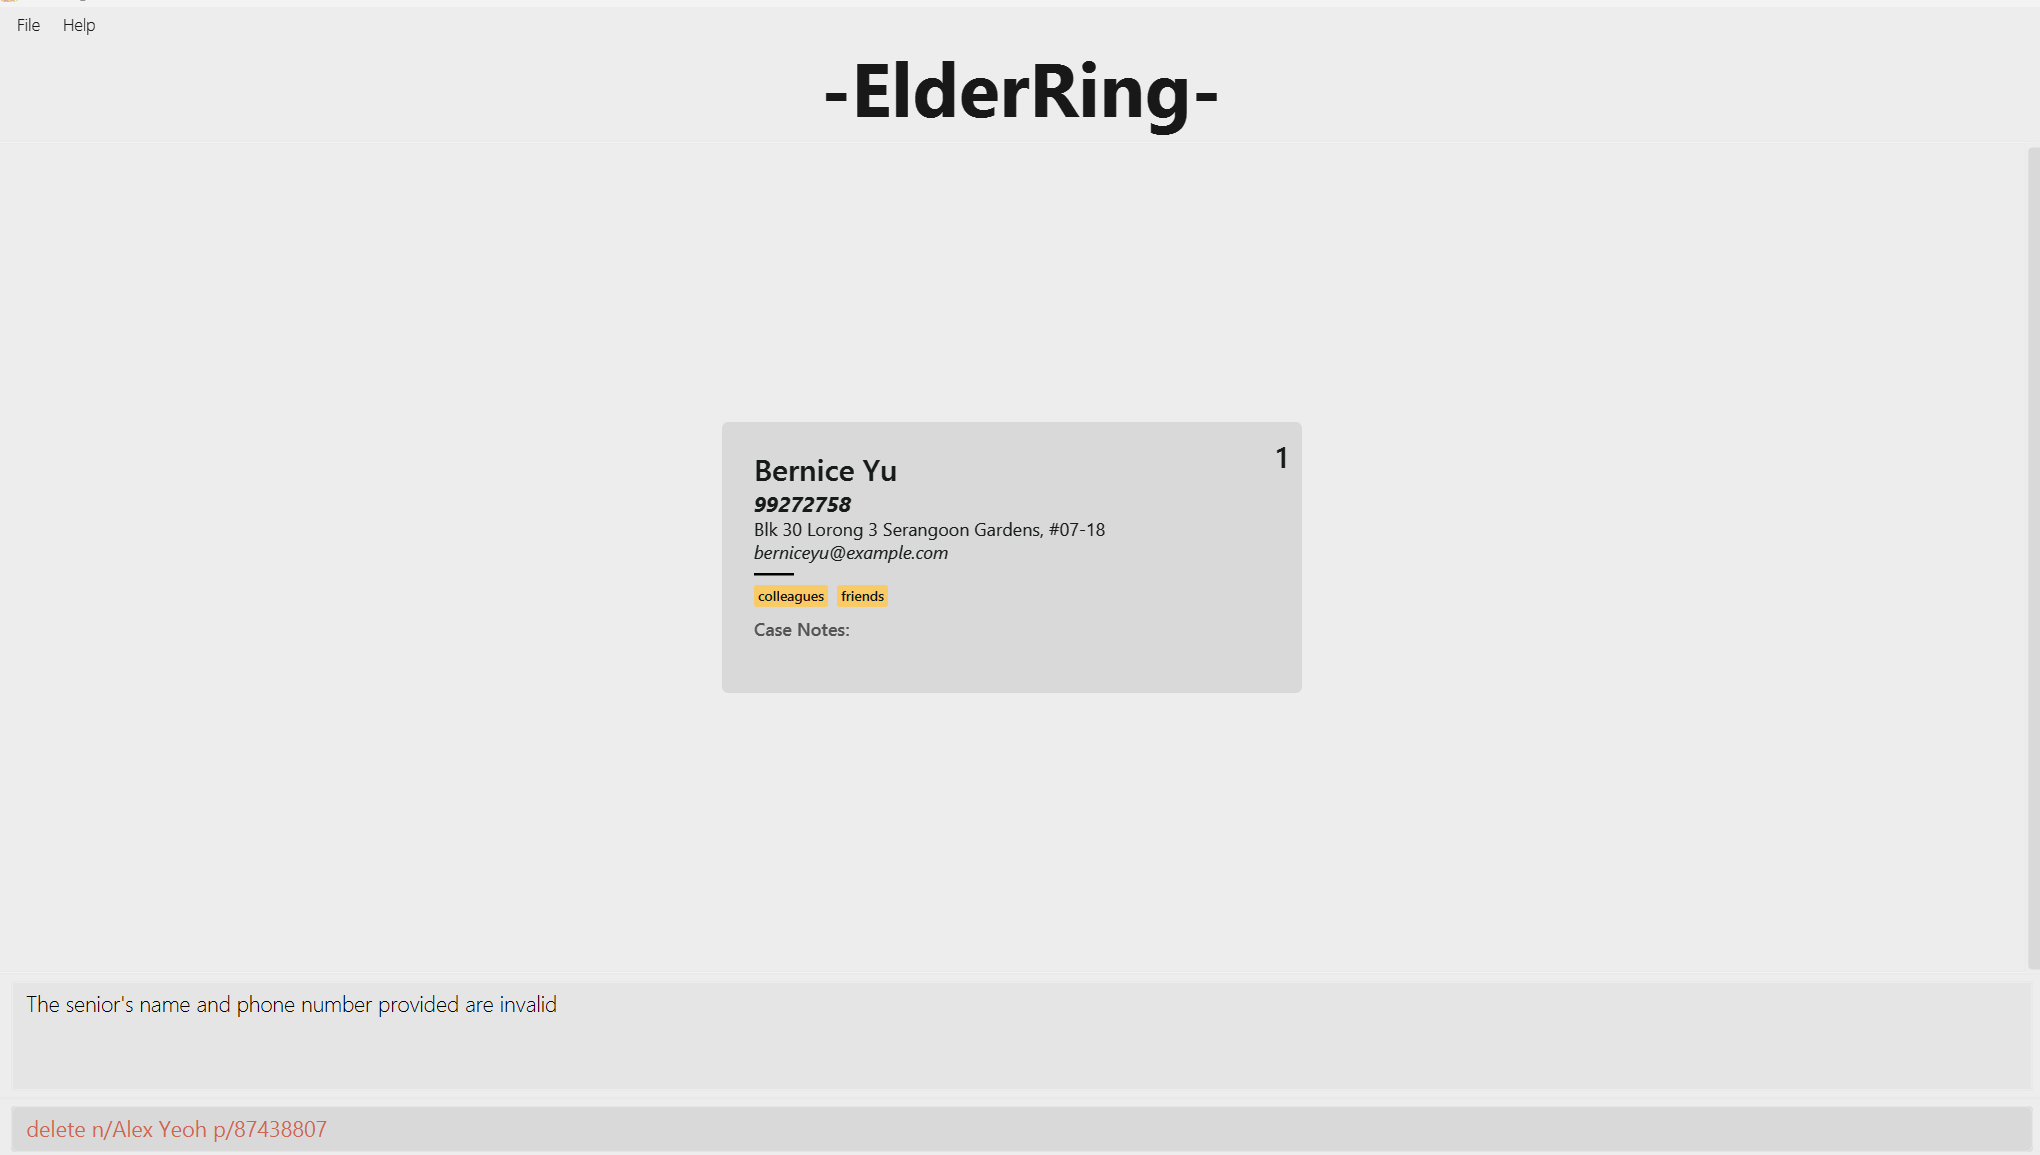 File Help
-ElderRing-
Bernice Yu 1
99272758
Blk 30 Lorong 3 Serangoon Gardens, #07-18
berniceyu@example.com
colleagues friends
Case Notes:
The senior's name and phone number provided are invalid
delete n/Alex Yeoh p/87438807